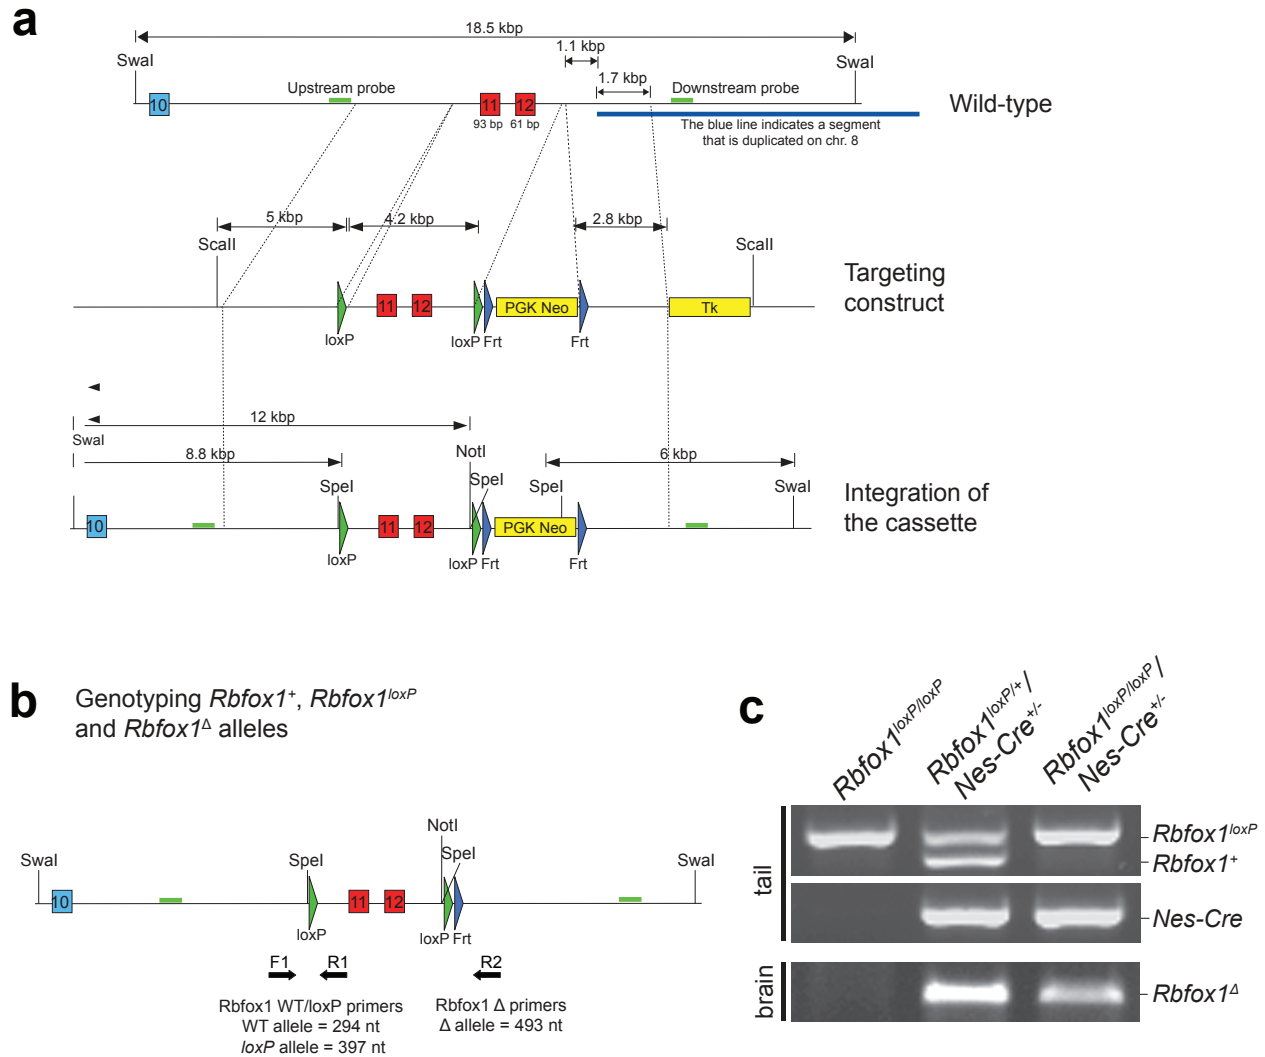 a
18.5 kbp
1.1 kbp
SwaI
SwaI
1.7 kbp
Upstream probe
Downstream probe
10
11
12
Wild-type
93 bp
61 bp
The blue line indicates a segment
that is duplicated on chr. 8
5 kbp
4.2 kbp
2.8 kbp
ScaII
ScaII
Targeting
construct
11
12
PGK Neo
Tk
loxP
loxP Frt
Frt
12 kbp
SwaI
8.8 kbp
NotI
6 kbp
SpeI
SpeI
SpeI
SwaI
Integration of
the cassette
10
11
12
PGK Neo
loxP
loxP Frt
Frt
b
Genotyping Rbfox1⁺, Rbfox1ˡᵒˣᴾ
and Rbfox1Δ alleles
NotI
SwaI
SpeI
SpeI
SwaI
10
11
12
loxP
loxP Frt
F1
R1
R2
Rbfox1 WT/loxP primers
WT allele = 294 nt
loxP allele = 397 nt
Rbfox1 Δ primers
Δ allele = 493 nt
c
Rbfox1loxP/loxP
Rbfox1loxP/+/
Nes-Cre+/-
Rbfox1loxP/loxP/
Nes-Cre+/-
tail
Rbfox1loxP
Rbfox1+
Nes-Cre
brain
Rbfox1Δ